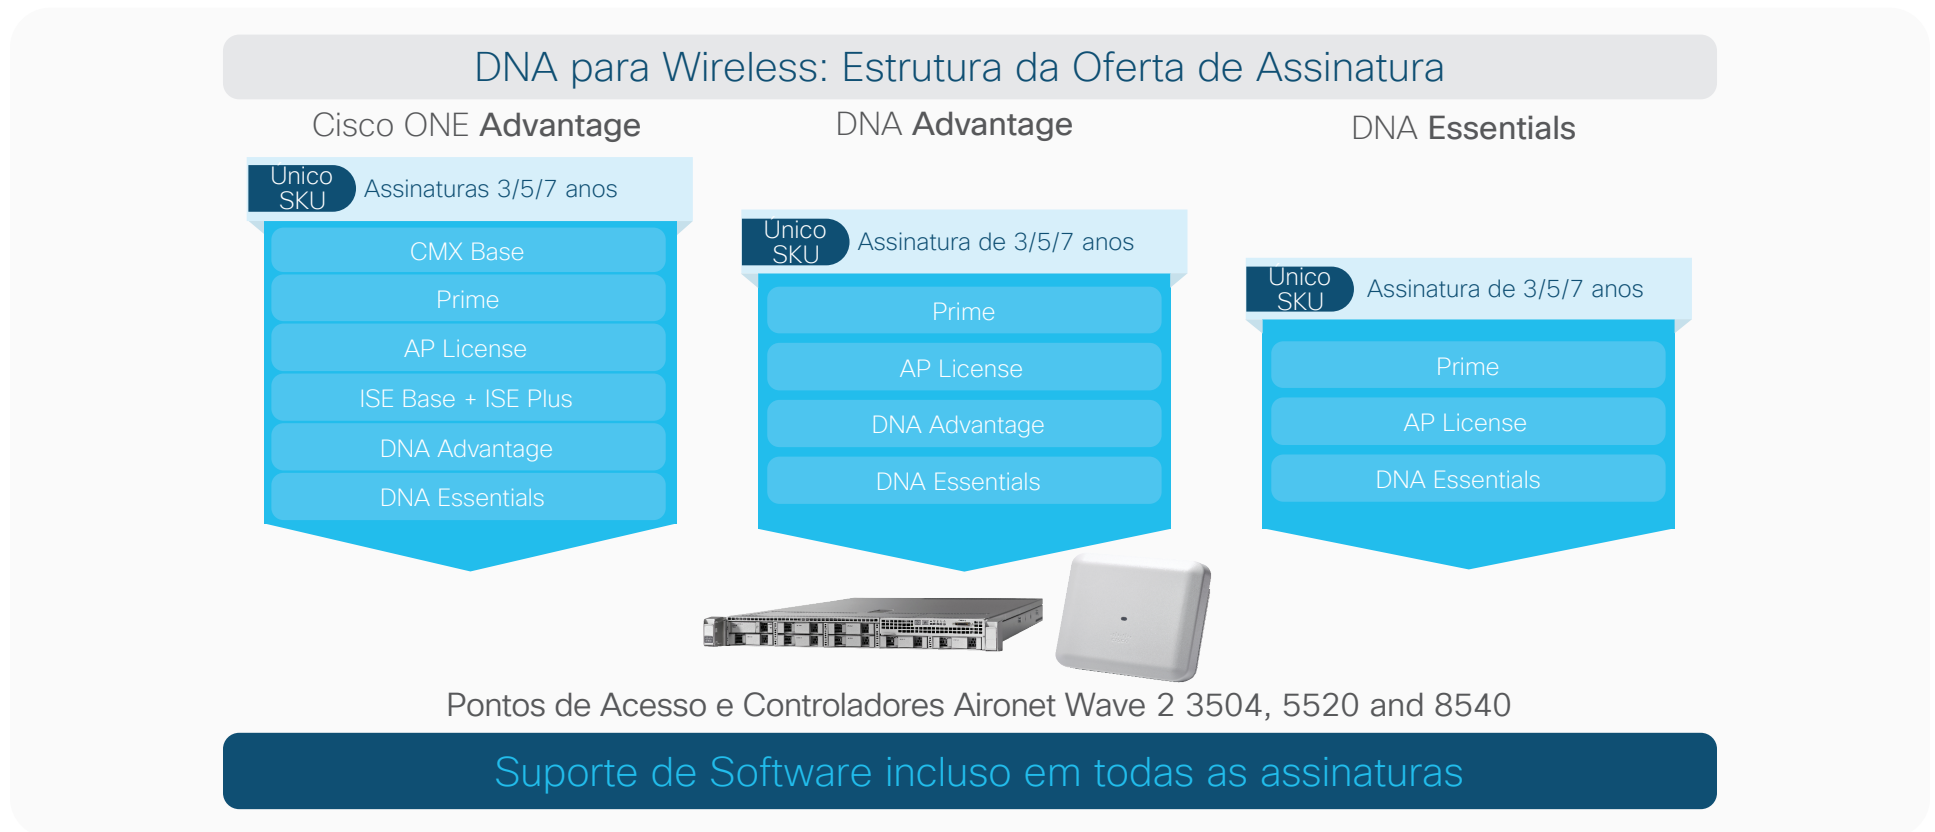 DNA para Wireless: Estrutura da Oferta de Assinatura
Cisco ONE Advantage
Único
SKU
Assinaturas 3/5/7 anos
CMX Base
Prime
AP License
ISE Base + ISE Plus
DNA Advantage
DNA Essentials
DNA Advantage
Único
SKU
Assinatura de 3/5/7 anos
Prime
AP License
DNA Advantage
DNA Essentials
DNA Essentials
Único
SKU
Assinatura de 3/5/7 anos
Prime
AP License
DNA Essentials
Pontos de Acesso e Controladores Aironet Wave 2 3504, 5520 and 8540
Suporte de Software incluso em todas as assinaturas